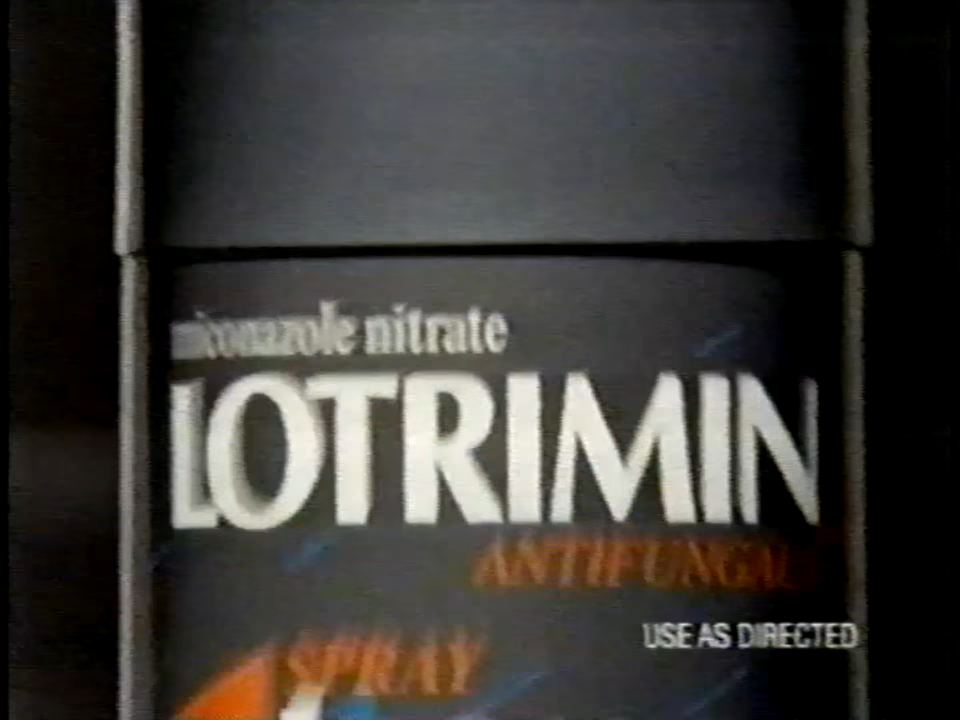 miconazole nitrate
LOTRIMIN
ANTIFUNGAL
USE AS DIRECTED
SPRAY